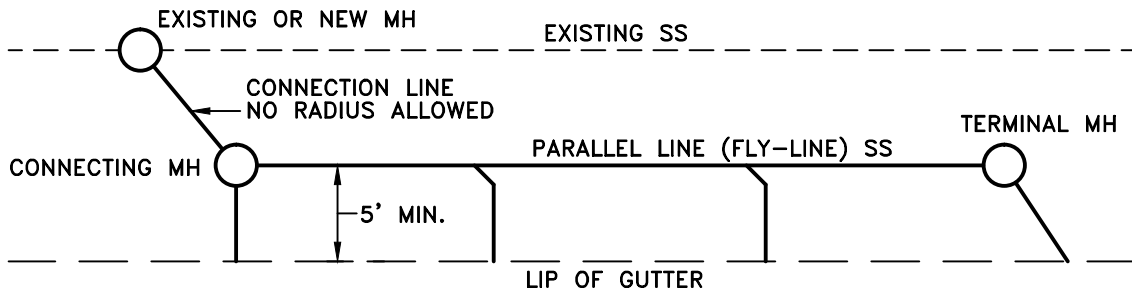 EXISTING OR NEW MH
EXISTING SS
CONNECTION LINE
NO RADIUS ALLOWED
TERMINAL MH
PARALLEL LINE (FLY-LINE) SS
CONNECTING MH
5' MIN.
LIP OF GUTTER